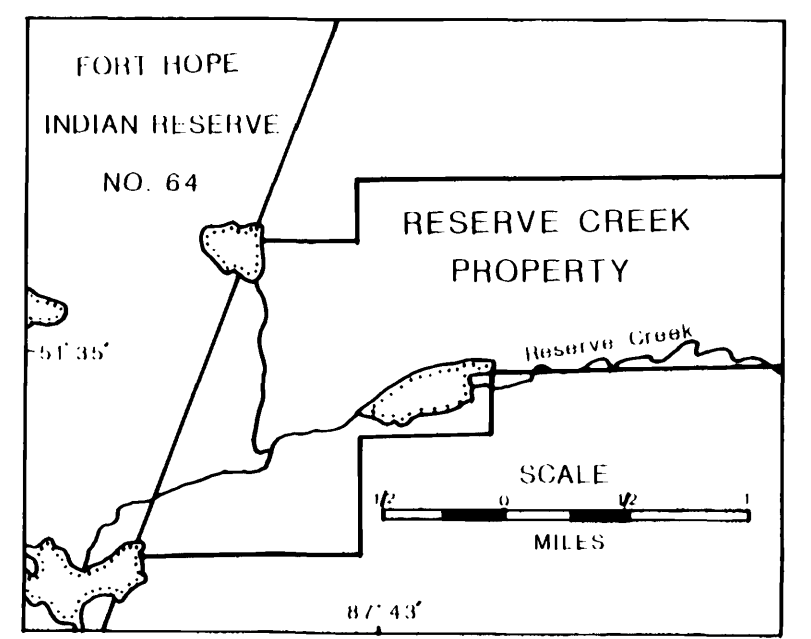 FORT HOPE
INDIAN RESERVE
NO. 64
RESERVE CREEK
PROPERTY
51° 35'
Reserve Creek
SCALE
1/2 0 1/2 1
MILES
87° 43'